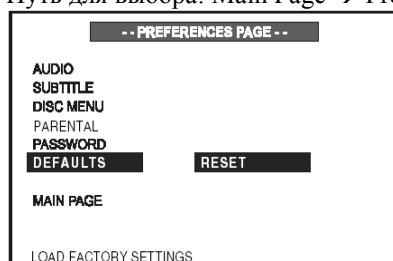 Путь для выбора: Main Page →
- - PREFERENCES PAGE - -
AUDIO
SUBTITLE
DISC MENU
PARENTAL
PASSWORD
DEFAULTS RESET
MAIN PAGE
LOAD FACTORY SETTINGS